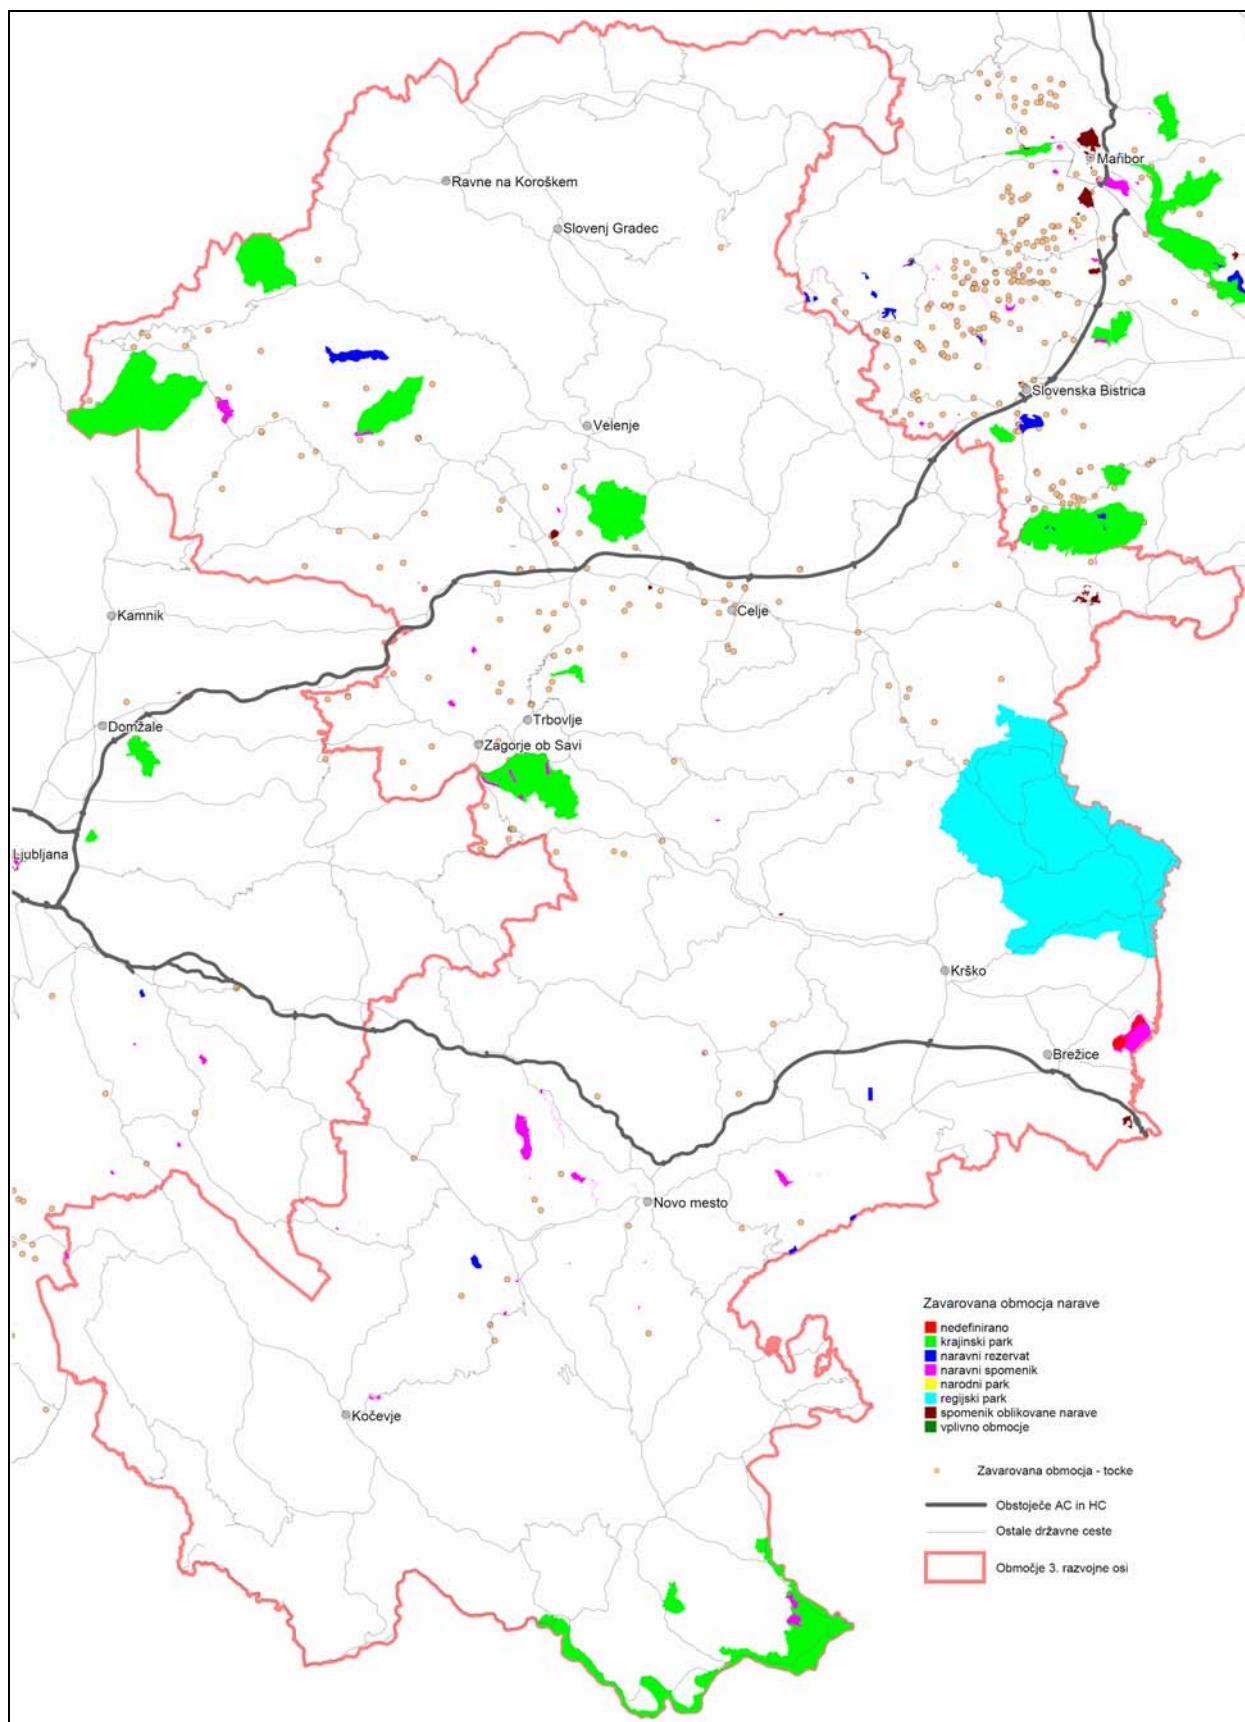 Maribor
Ravne na Koroškem
Slovenj Gradec
Slovenska Bistrica
Velenje
Kamnik
Celje
Trbovlje
Domžale
Zagorje ob Savi
Ljubljana
Krško
Brežice
Novo mesto
Kočevje
Zavarovana obmocja narave
nedefinirano
krajinski park
naravni rezervat
naravni spomenik
narodni park
regijski park
spomenik oblikovane narave
vplivno obmocje
Zavarovana obmocja - tocke
Obstoječe AC in HC
Ostale državne ceste
Območje 3. razvojne osi